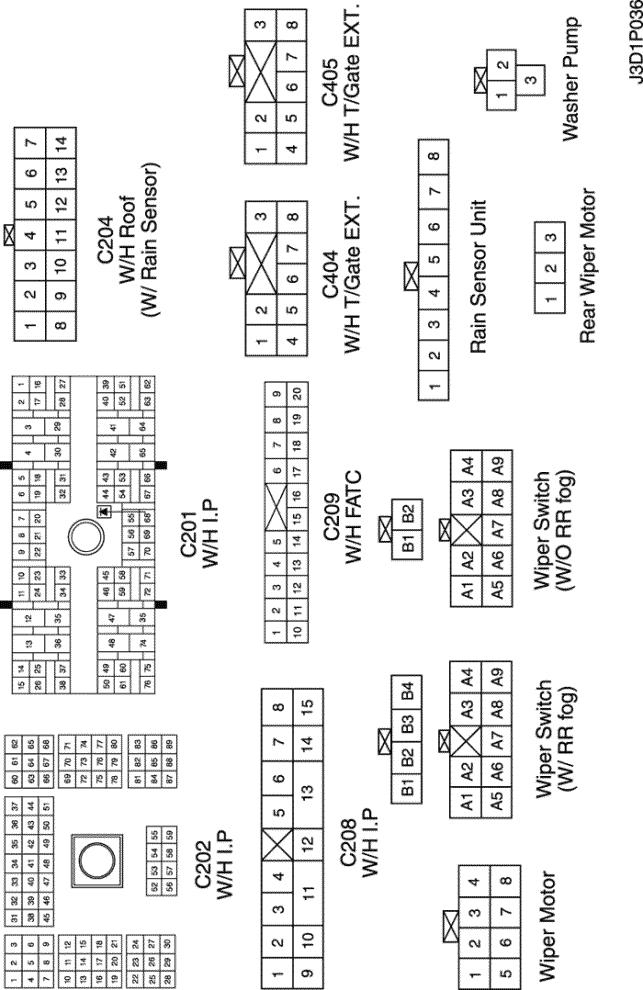 1 2 3
4 5 6
7 8 9
10 11 12
13 14 15
16 17 18
19 20 21
22 23 24
25 26 27
28 29 30
31 32 33 34 35 36 37
38 39 40 41 42 43 44
45 46 47 48 49 50 51
52 53 54 55
56 57 58 59
60 61 62
63 64 65
66 67 68
69 70 71
72 73 74
75 76 77
78 79 80
81 82 83
84 85 86
87 88 89
C202
W/H I.P
15 14 13 12 11 10 9 8 7 6 5 4 3 2 1
26 25 24 23 22 21 20 19 18 17 16
38 37 36 35 34 33 32 31 30 29 28 27
50 49 48 47 46 45 44 43 42 41 40 39
61 60 59 58 57 56 55 54 53 52 51
76 75 74 35 72 71 70 69 68 67 66 65 64 63 62
C201
W/H I.P
1 2 3 4 5 6 7
8 9 10 11 12 13 14
C204
W/H Roof
(W/ Rain Sensor)
1 2 3 4 5 6 7 8
9 10 11 12 13 14 15
C208
W/H I.P
1 2 3 4 5 6 7 8 9
10 11 12 13 14 15 16 17 18 19 20
C209
W/H FATC
1 2 3
4 5 6 7 8
C404
W/H T/Gate EXT.
1 2 3
4 5 6 7 8
C405
W/H T/Gate EXT.
1 2 3 4
5 6 7 8
Wiper Motor
B1 B2 B3 B4
A1 A2 A3 A4
A5 A6 A7 A8 A9
Wiper Switch
(W/ RR fog)
B1 B2
A1 A2 A3 A4
A5 A6 A7 A8 A9
Wiper Switch
(W/O RR fog)
1 2 3 4 5 6 7 8
Rain Sensor Unit
1 2 3
Rear Wiper Motor
1 2
3
Washer Pump
J3D1P036